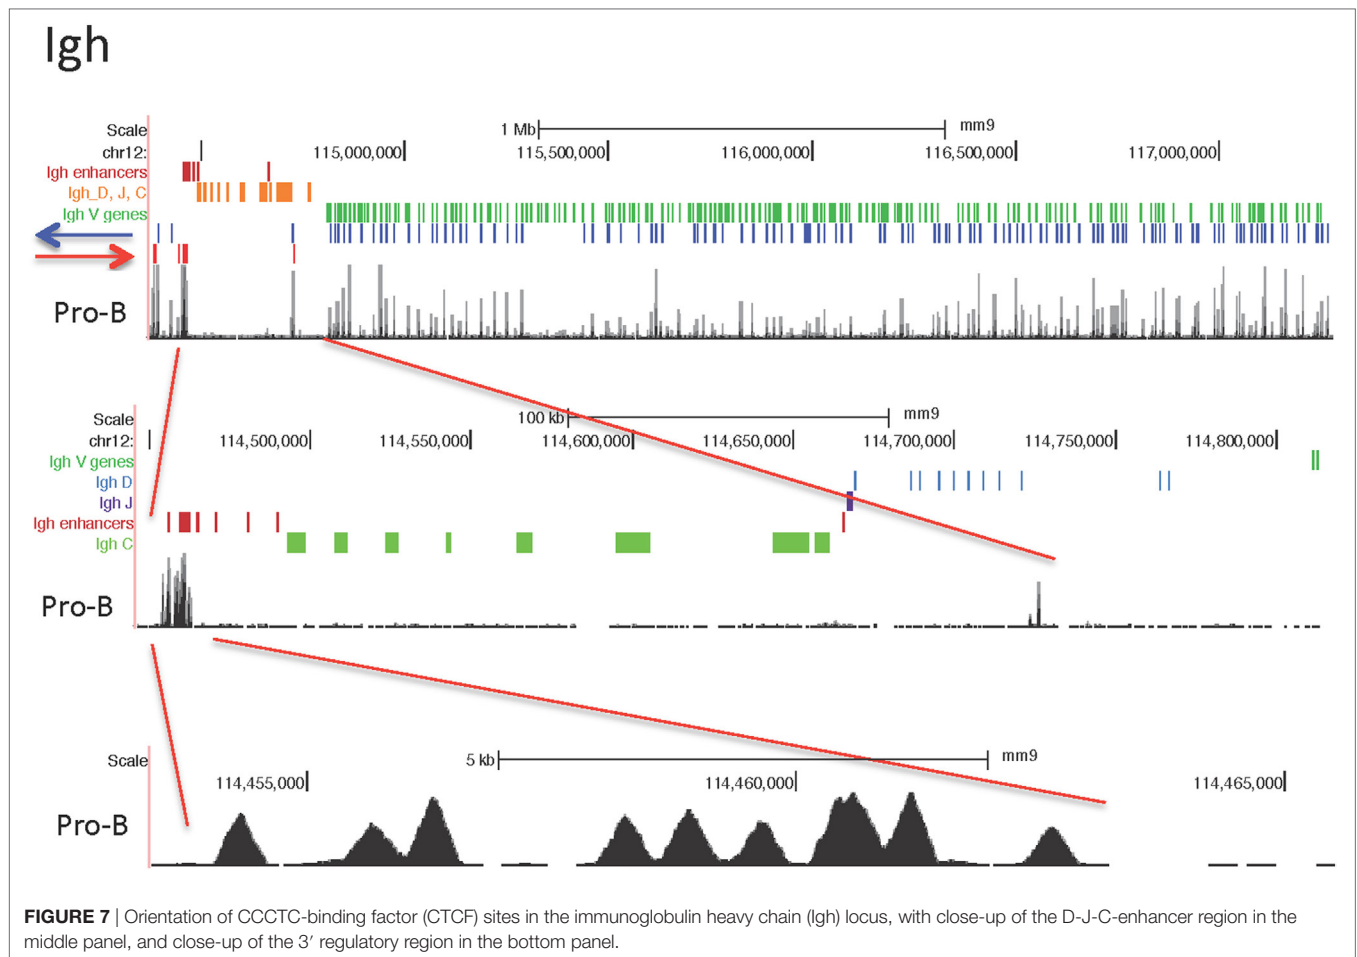 Igh
Scale 1 Mb mm9
chr12: 115,000,000 115,500,000 116,000,000 116,500,000 117,000,000
Igh enhancers
Igh_D, J, C
Igh V genes
Pro-B
Scale 100 kb mm9
chr12: 114,500,000 114,550,000 114,600,000 114,650,000 114,700,000 114,750,000 114,800,000
Igh V genes
Igh D
Igh J
Igh enhancers
Igh C
Pro-B
Scale 5 kb mm9
114,455,000 114,460,000 114,465,000
Pro-B
FIGURE 7 | Orientation of CCCTC-binding factor (CTCF) sites in the immunoglobulin heavy chain (Igh) locus, with close-up of the D-J-C-enhancer region in the
middle panel, and close-up of the 3′ regulatory region in the bottom panel.